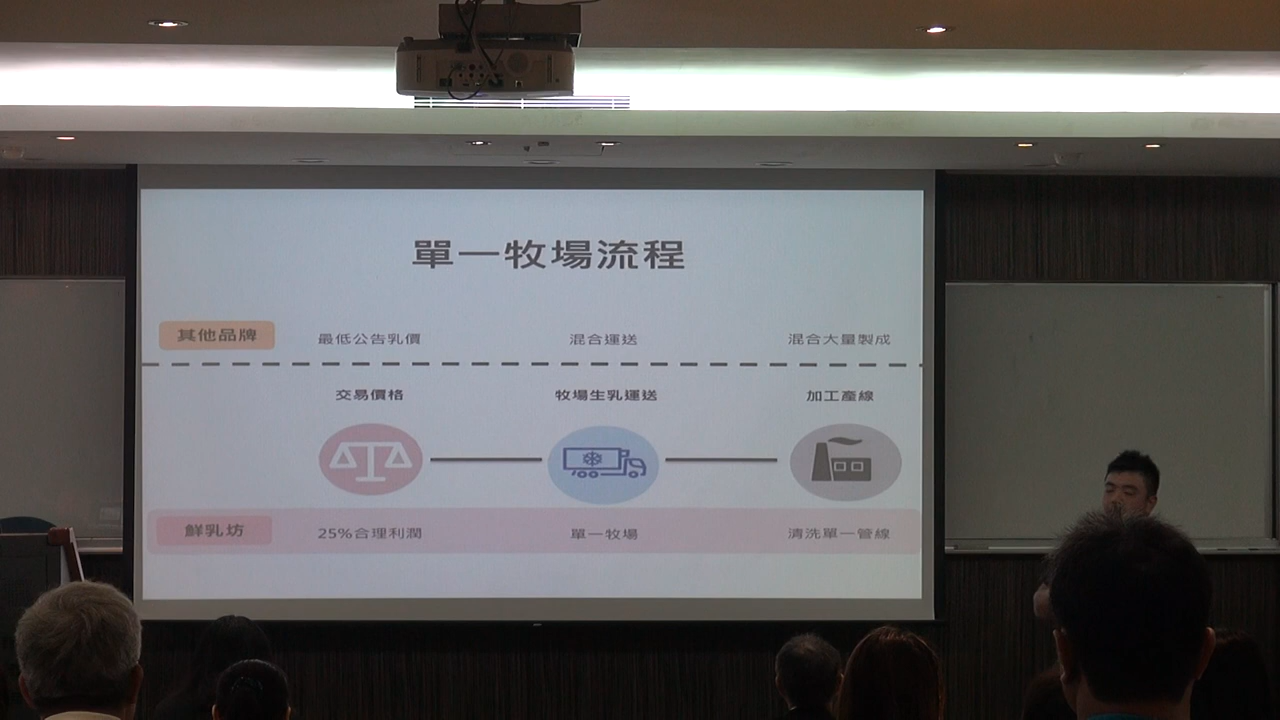 單一牧場流程
其他品牌 最低公告乳價 混合運送 混合大量製成
交易價格 牧場生乳運送 加工產線
鮮乳坊 25%合理利潤 單一牧場 清洗單一管線